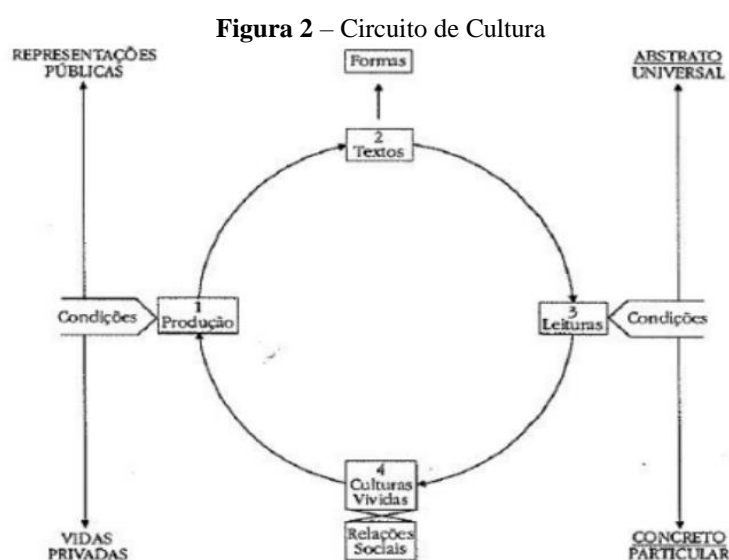 Figura 2 – Circuito de Cultura
REPRESENTAÇÕES
PÚBLICAS
Formas
ABSTRATO
UNIVERSAL
2
Textos
Condições
1
Produção
3
Leituras
Condições
4
Culturas
Vividas
Relações
Sociais
VIDAS
PRIVADAS
CONCRETO
PARTICULAR